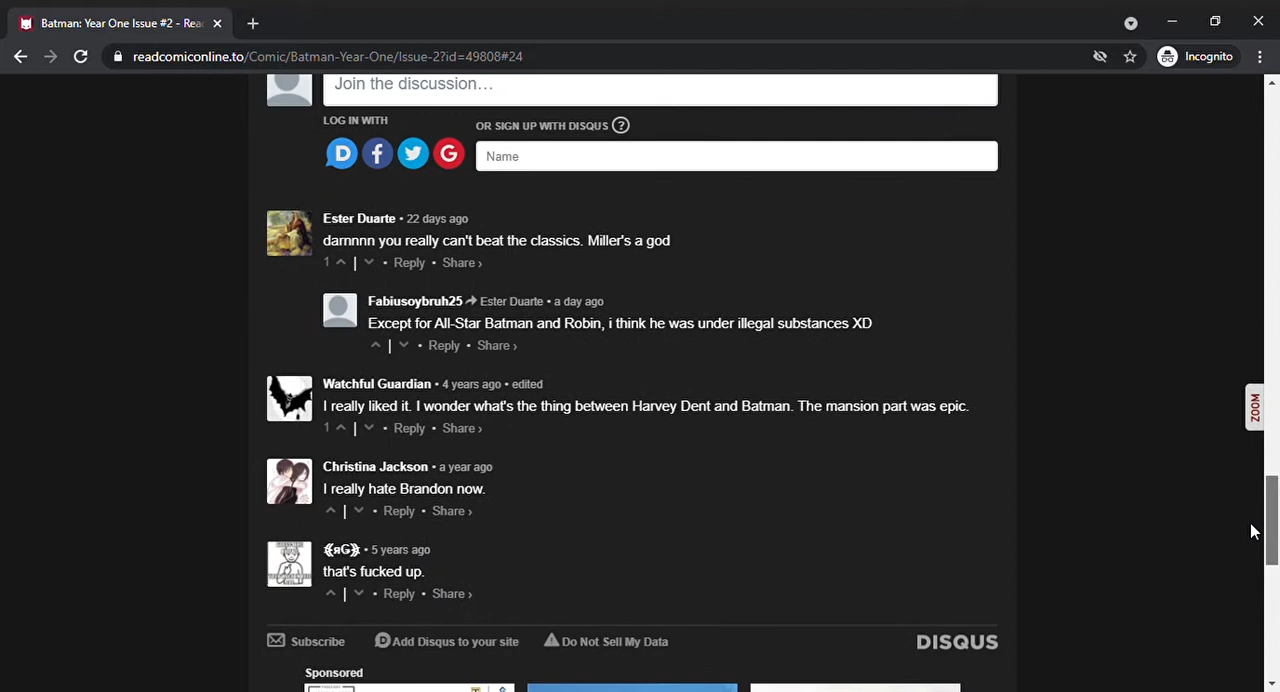 Batman: Year One Issue #2 - Rea
readcomiconline.to/Comic/Batman-Year-One/Issue-2?id=49808#24
Incognito
Join the discussion…
LOG IN WITH
OR SIGN UP WITH DISQUS ?
D f G
Name
Ester Duarte • 22 days ago
darnnnn you really can't beat the classics. Miller's a god
1 | • Reply • Share ›
Fabiusoybruh25 Ester Duarte • a day ago
Except for All-Star Batman and Robin, i think he was under illegal substances XD
| • Reply • Share ›
Watchful Guardian • 4 years ago • edited
I really liked it. I wonder what's the thing between Harvey Dent and Batman. The mansion part was epic.
1 | • Reply • Share ›
ZOOM
Christina Jackson • a year ago
I really hate Brandon now.
| • Reply • Share ›
• 5 years ago
that's fucked up.
| • Reply • Share ›
Subscribe
Add Disqus to your site
Do Not Sell My Data
DISQUS
Sponsored